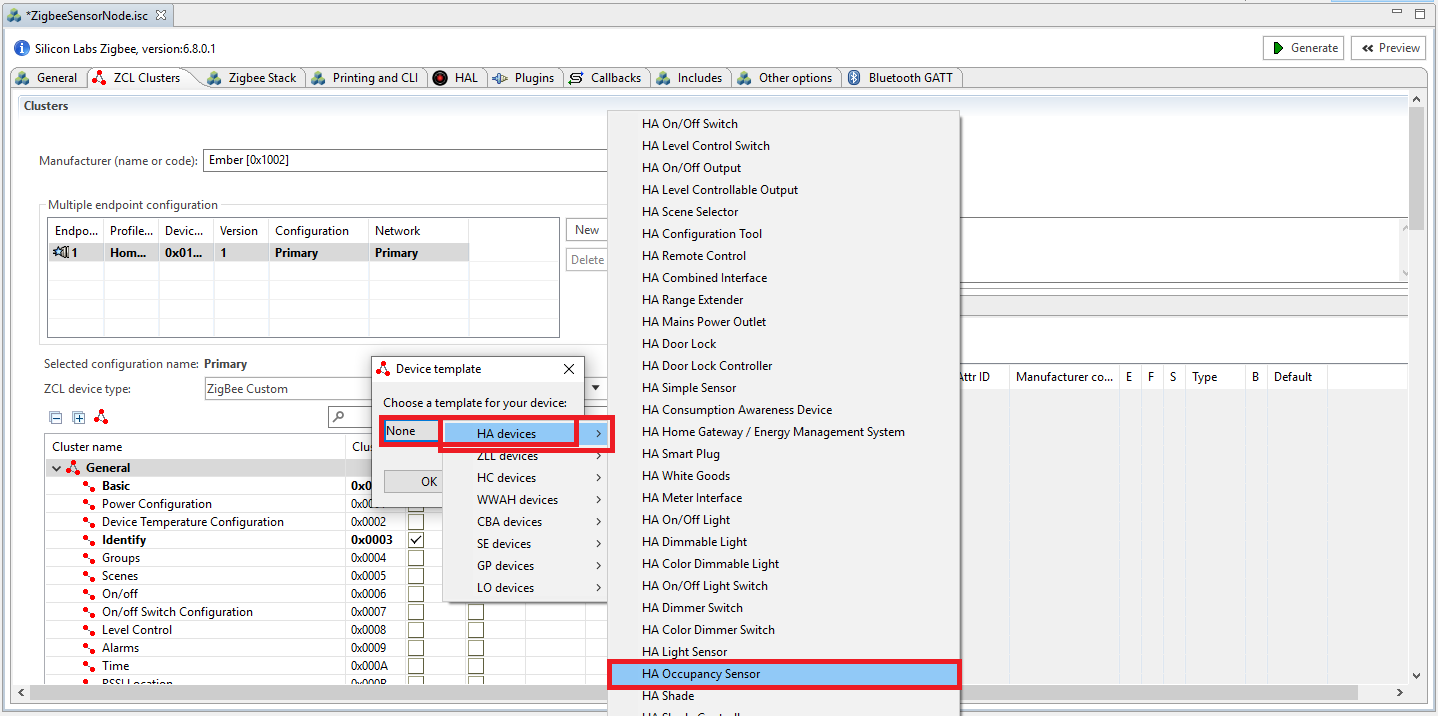 *ZigbeeSensorNode.isc
Silicon Labs Zigbee, version:6.8.0.1
Generate
Preview
General
ZCL Clusters
Zigbee Stack
Printing and CLI
HAL
Plugins
Callbacks
Includes
Other options
Bluetooth GATT
Clusters
Manufacturer (name or code):
Ember [0x1002]
Multiple endpoint configuration
Endpo... Profile... Devic... Version Configuration Network
1 Hom... 0x01... 1 Primary Primary
New
Delete
Selected configuration name: Primary
ZCL device type:
ZigBee Custom
Cluster name
General
Basic
Power Configuration
Device Temperature Configuration 0x0002
Identify 0x0003
Groups 0x0004
Scenes 0x0005
On/off 0x0006
On/off Switch Configuration 0x0007
Level Control 0x0008
Alarms 0x0009
Time 0x000A
Device template
Choose a template for your device:
None
OK
HA devices
ZLL devices
HC devices
WWAH devices
CBA devices
SE devices
GP devices
LO devices
HA On/Off Switch
HA Level Control Switch
HA On/Off Output
HA Level Controllable Output
HA Scene Selector
HA Configuration Tool
HA Remote Control
HA Combined Interface
HA Range Extender
HA Mains Power Outlet
HA Door Lock
HA Door Lock Controller
HA Simple Sensor
HA Consumption Awareness Device
HA Home Gateway / Energy Management System
HA Smart Plug
HA White Goods
HA Meter Interface
HA On/Off Light
HA Dimmable Light
HA Color Dimmable Light
HA On/Off Light Switch
HA Dimmer Switch
HA Color Dimmer Switch
HA Light Sensor
HA Occupancy Sensor
HA Shade
ID Manufacturer co... E F S Type B Default